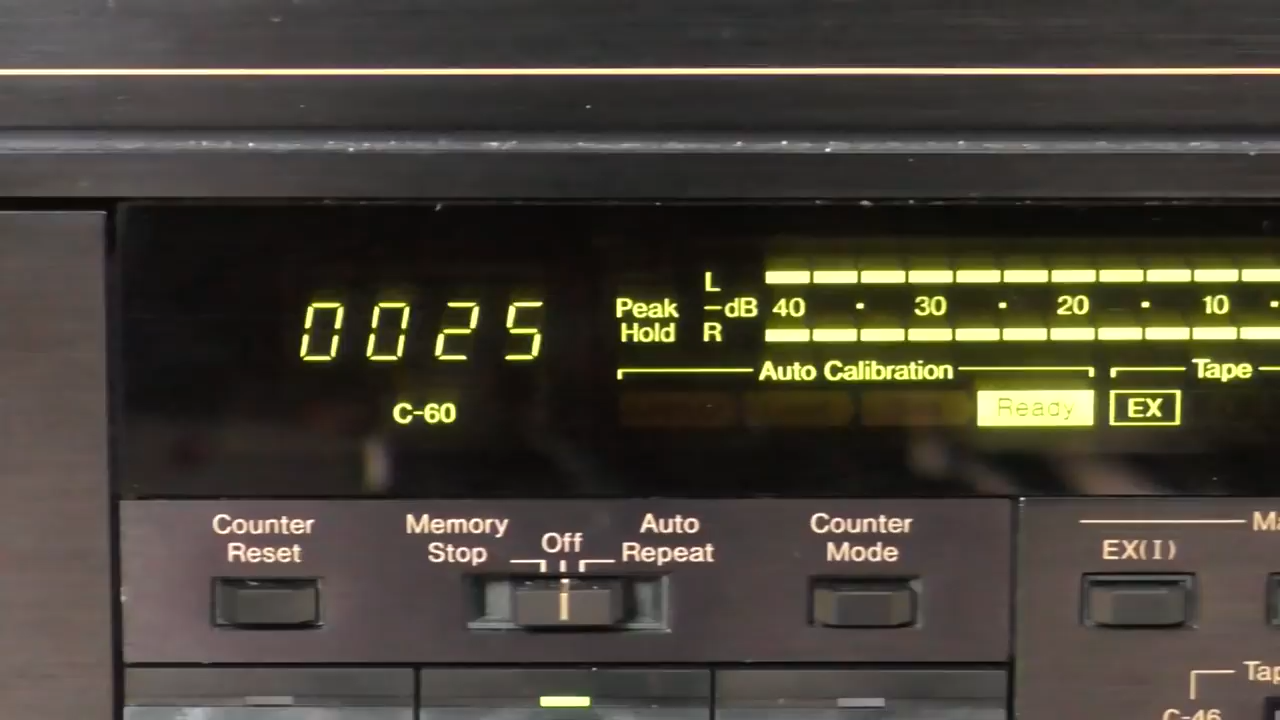 0025
C-60
Peak Hold
L
R
dB 40 · 30 · 20 · 10 ·
Auto Calibration
Ready
Tape
EX
Counter Reset
Memory Stop
Off
Auto Repeat
Counter Mode
EX(I)
C-46